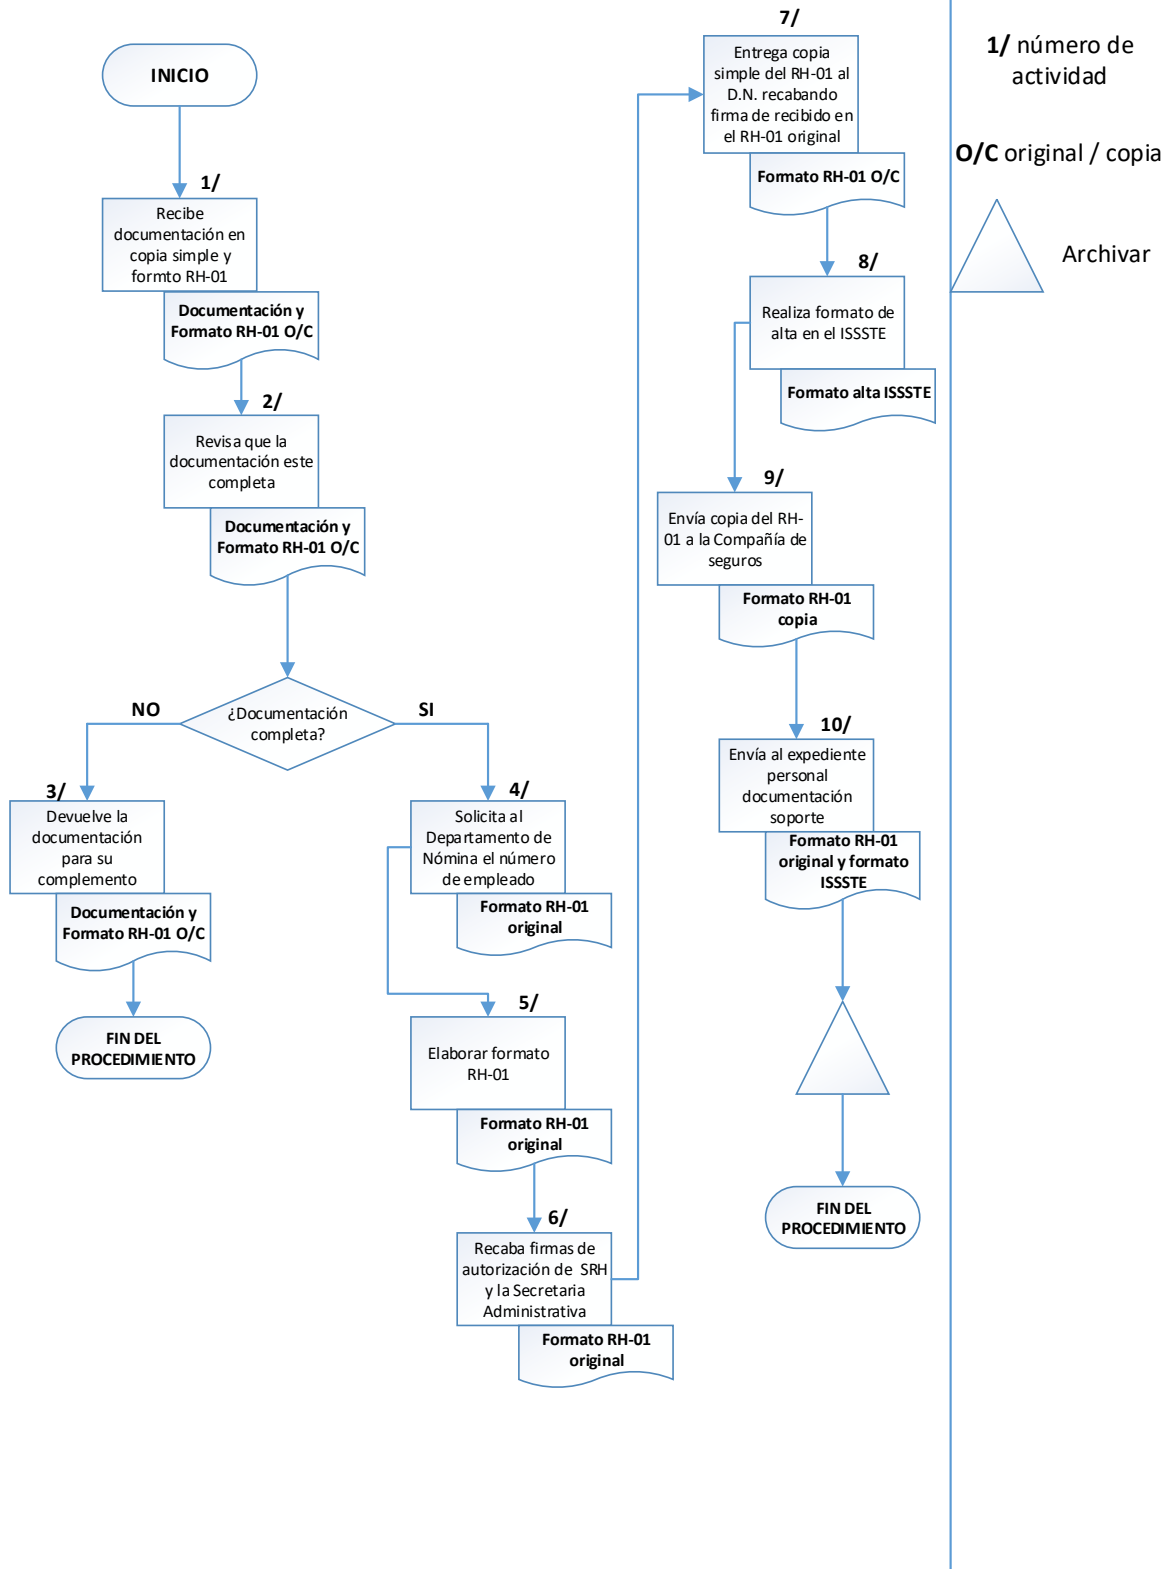 INICIO
1/
Recibe
documentación en
copia simple y
formto RH-01
Documentación y
Formato RH-01 O/C
2/
Revisa que la
documentación este
completa
Documentación y
Formato RH-01 O/C
¿Documentación
completa?
NO
SI
3/
Devuelve la
documentación
para su
complemento
Documentación y
Formato RH-01 O/C
FIN DEL
PROCEDIMIENTO
4/
Solicita al
Departamento de
Nómina el número
de empleado
Formato RH-01
original
5/
Elaborar formato
RH-01
Formato RH-01
original
6/
Recaba firmas de
autorización de SRH
y la Secretaria
Administrativa
Formato RH-01
original
7/
Entrega copia
simple del RH-01 al
D.N. recabando
firma de recibido en
el RH-01 original
Formato RH-01 O/C
8/
Realiza formato de
alta en el ISSSTE
Formato alta ISSSTE
9/
Envía copia del RH-
01 a la Compañía de
seguros
Formato RH-01
copia
10/
Envía al expediente
personal
documentación
soporte
Formato RH-01
original y formato
ISSSTE
FIN DEL
PROCEDIMIENTO
1/ número de
actividad
O/C original / copia
Archivar